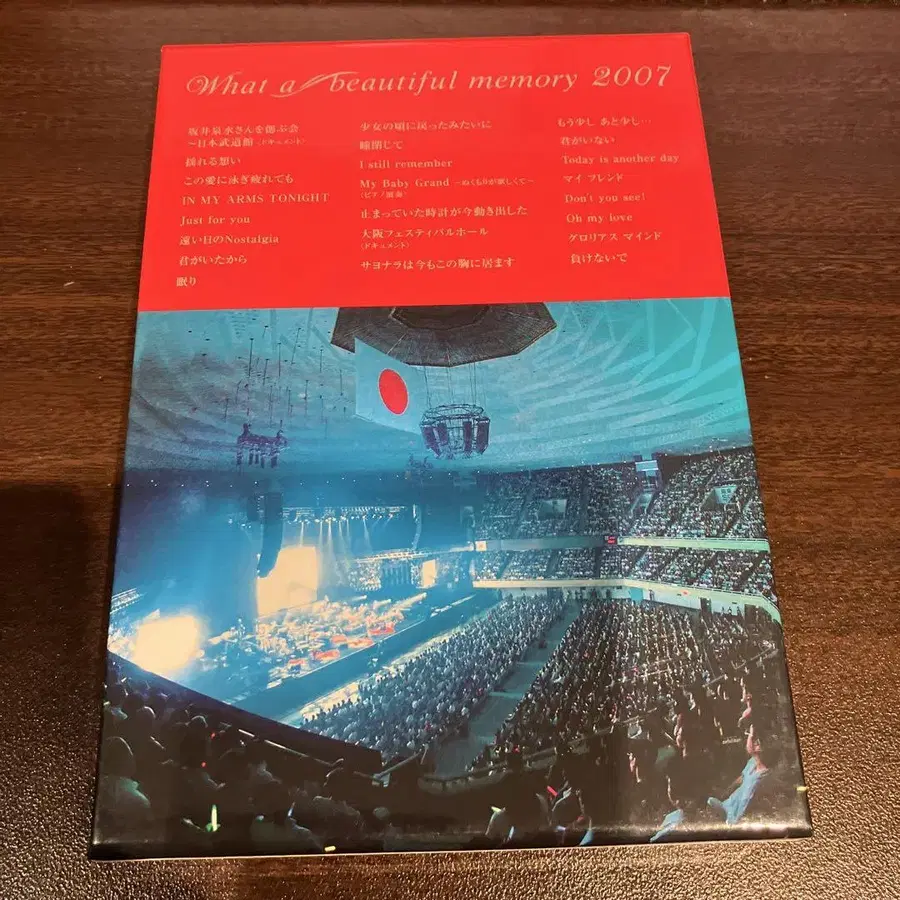 What a beautiful memory 2007
坂井泉水さんを偲ぶ会
~日本武道館〈ドキュメント〉
揺れる想い
この愛に泳ぎ疲れても
IN MY ARMS TONIGHT
Just for you
遠い日のNostalgia
君がいたから
眠り
少女の頃に戻ったみたいに
瞳閉じて
I still remember
My Baby Grand ~ぬくもりが欲しくて~
〈ピアノ演奏〉
止まっていた時計が今動き出した
大阪フェスティバルホール
〈ドキュメント〉
サヨナラは今もこの胸に居ます
もう少し あと少し…
君がいない
Today is another day
マイ フレンド
Don't you see!
Oh my love
グロリアス マインド
負けないで